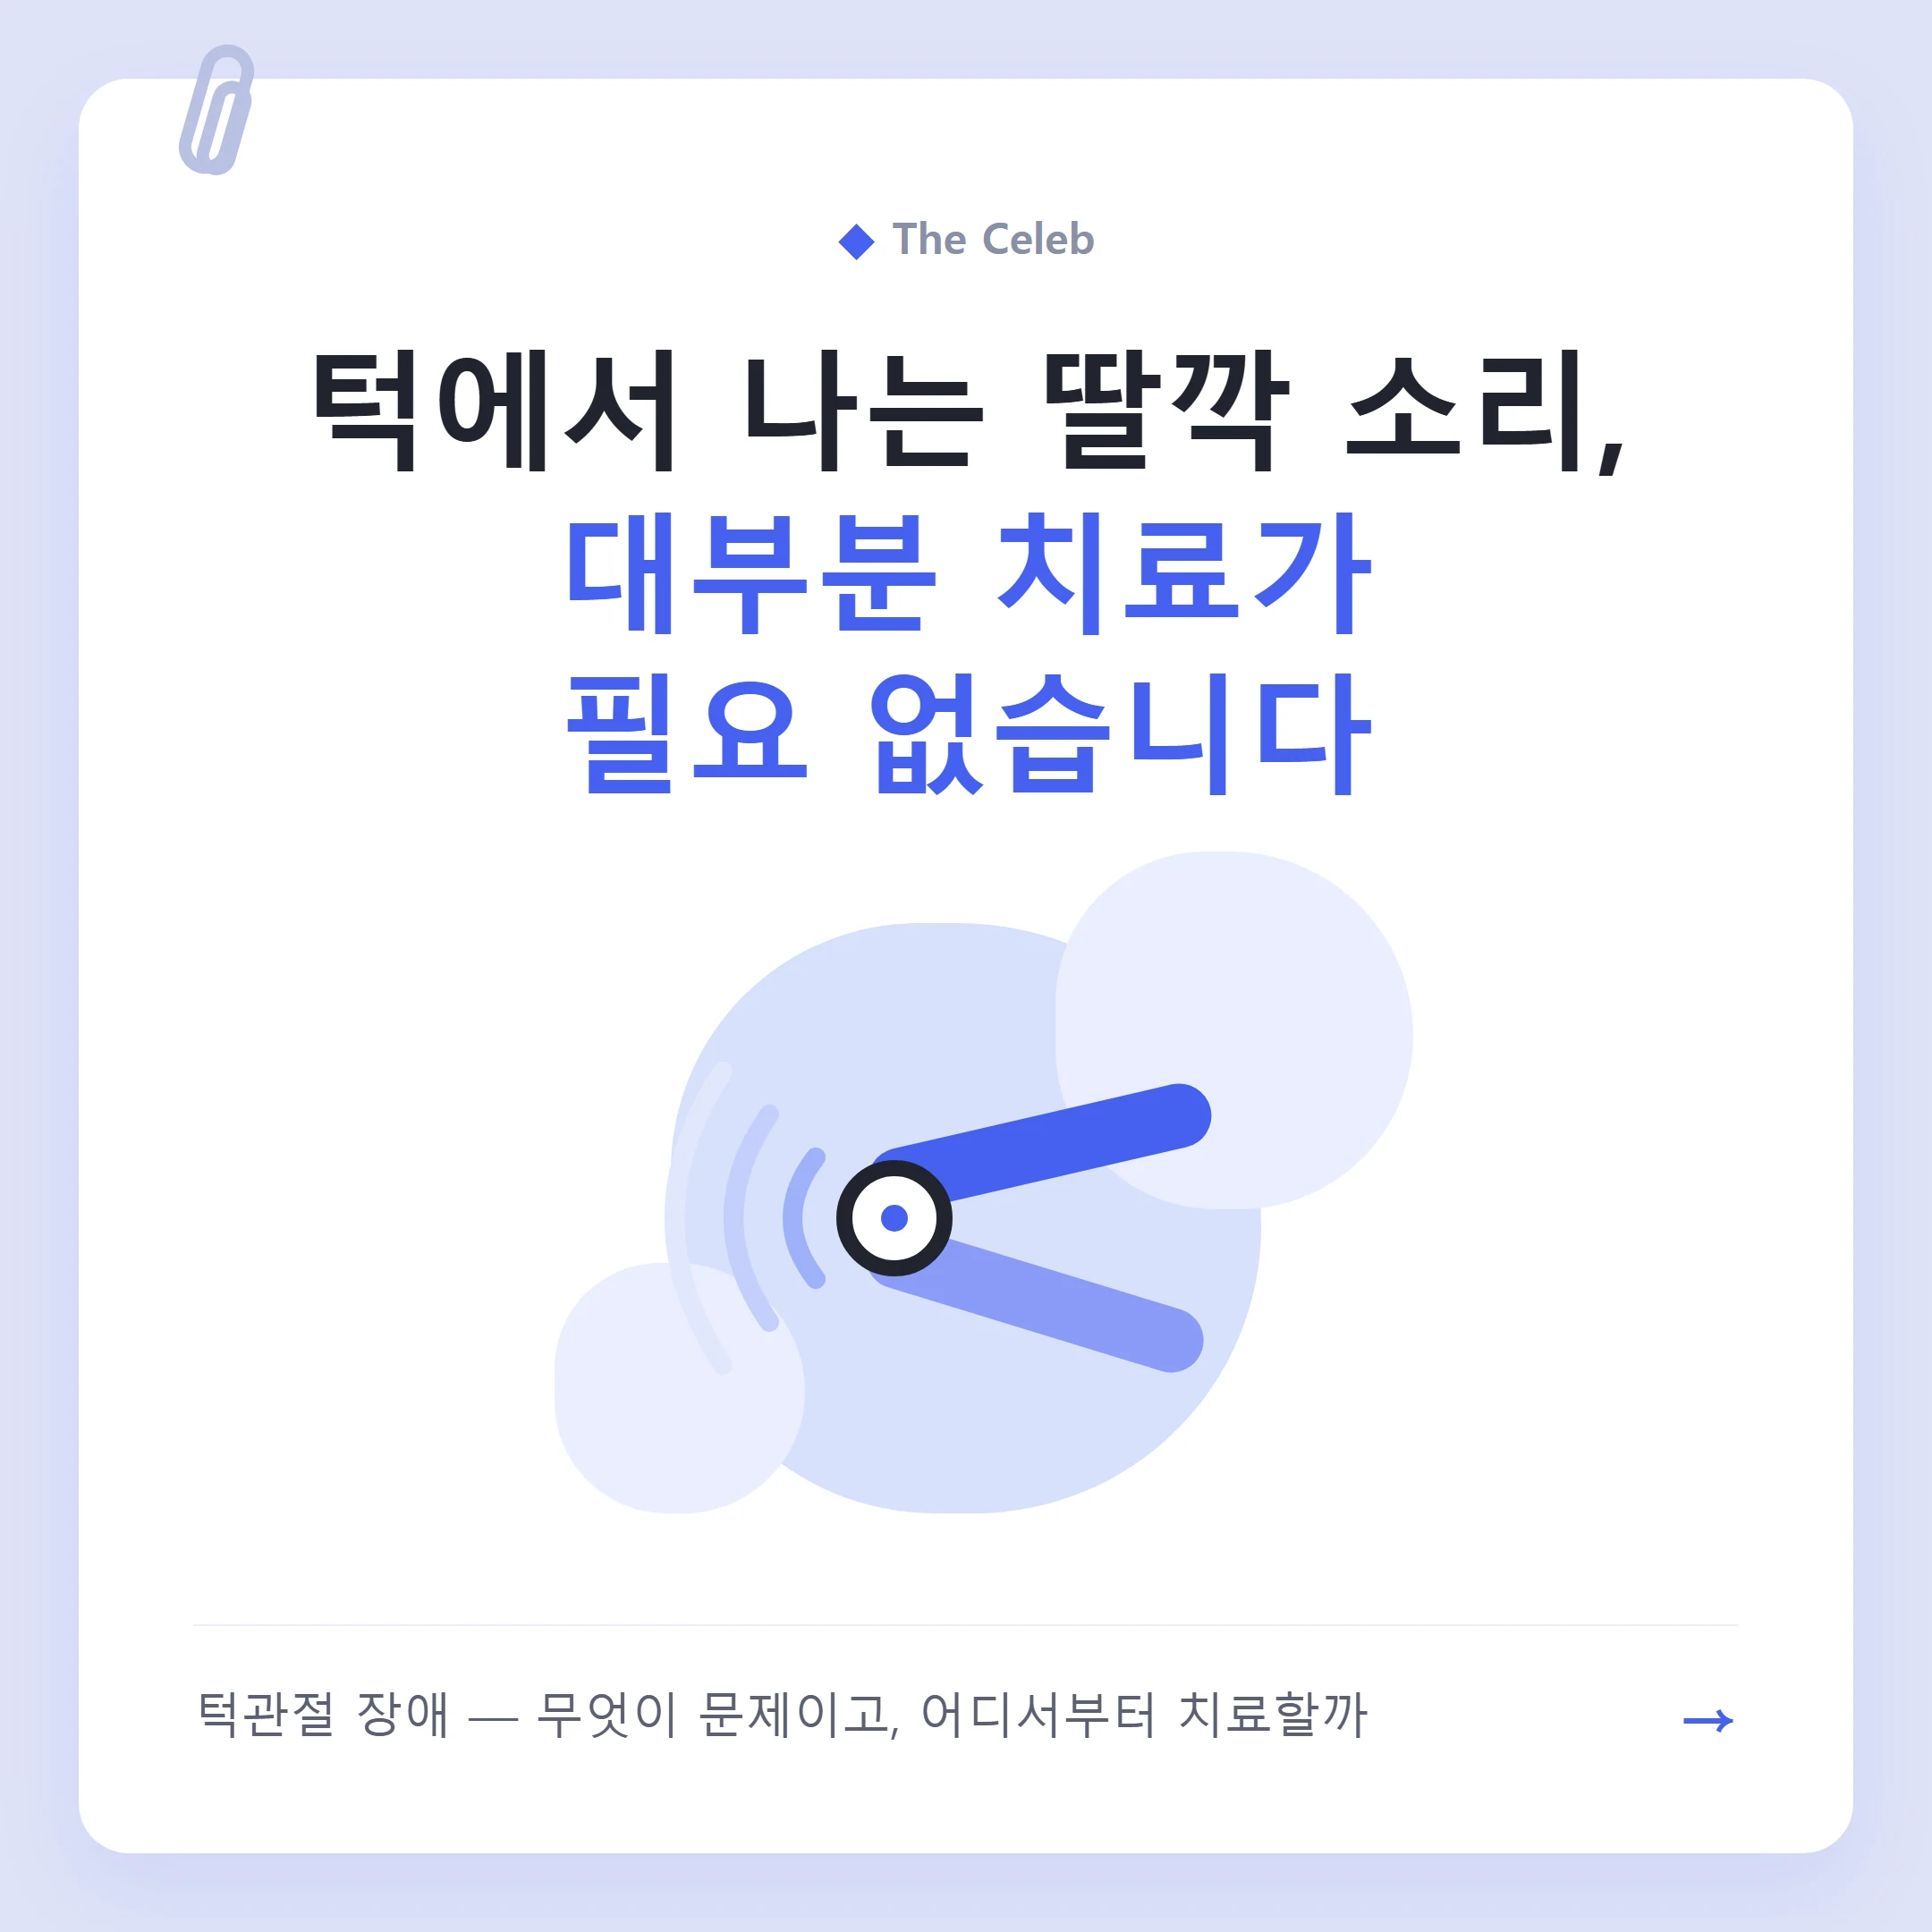 ◆ The Celeb
턱에서 나는 딸깍 소리,
대부분 치료가
필요 없습니다
턱관절 장애 — 무엇이 문제이고, 어디서부터 치료할까 →